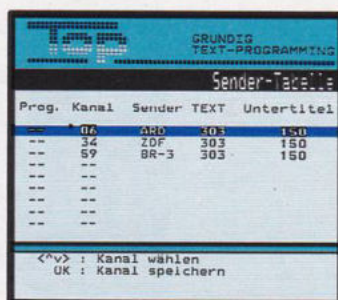 Top
GRUNDIG
TEXT-PROGRAMMING
Sender-Tabelle
Prog. Kanal Sender TEXT Untertitel
-- 06 ARD 303 150
-- 34 ZDF 303 150
-- 59 BR-3 303 150
-- --
-- --
-- --
-- --
-- --
<^v> : Kanal wählen
OK : Kanal speichern